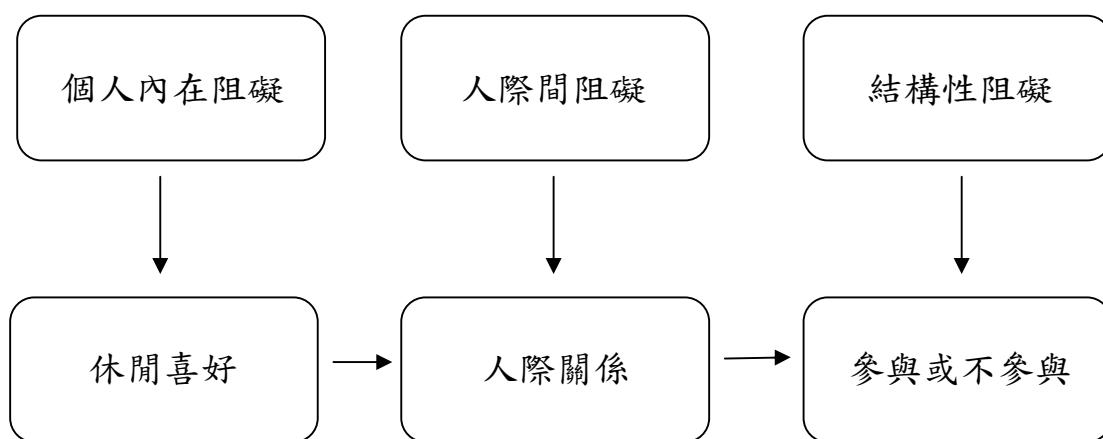 個人內在阻礙
人際間阻礙
結構性阻礙
休閒喜好
人際關係
參與或不參與